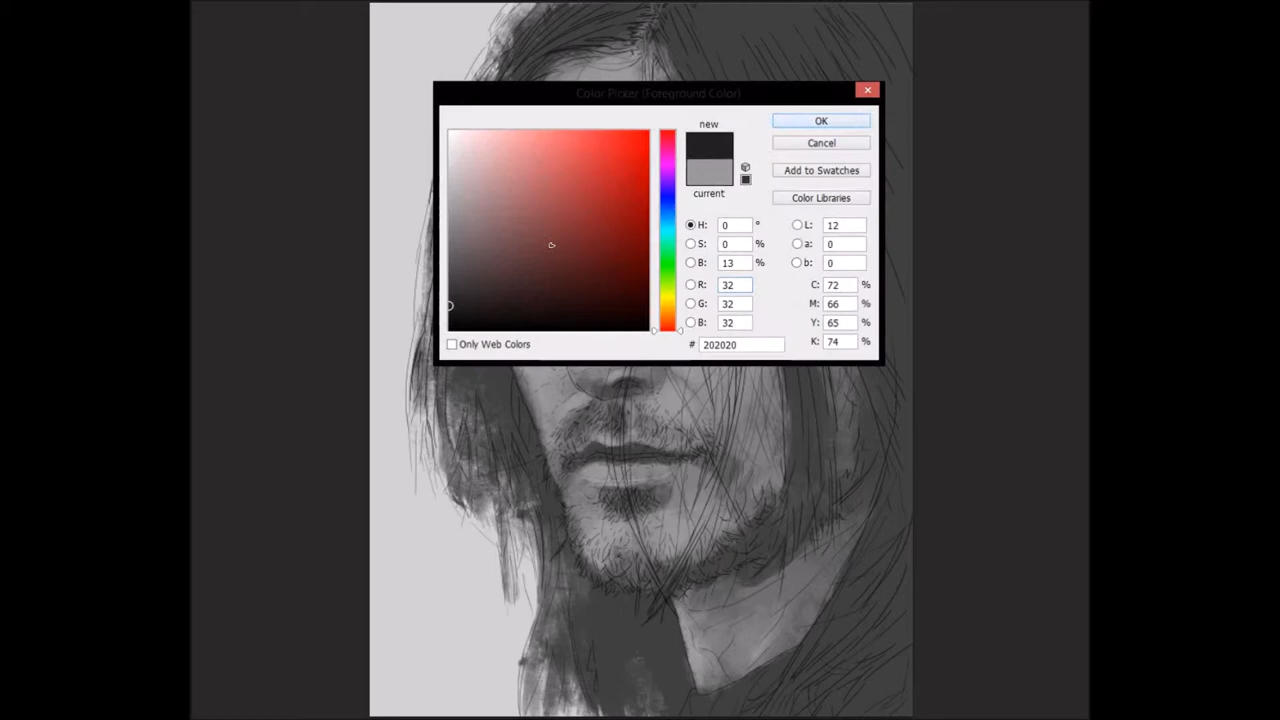 Color Picker (Foreground Color)
new
current
OK
Cancel
Add to Swatches
Color Libraries
H: 0 °
S: 0 %
B: 13 %
R: 32
G: 32
B: 32
# 202020
L: 12
a: 0
b: 0
C: 72 %
M: 66 %
Y: 65 %
K: 74 %
Only Web Colors